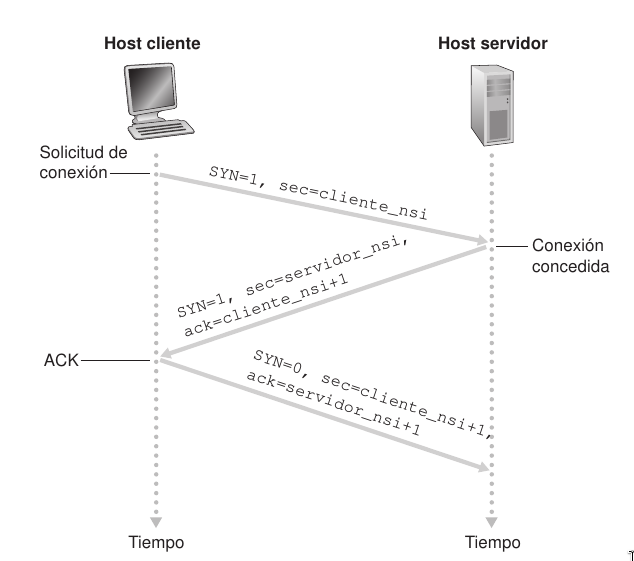 Host cliente
Host servidor
Solicitud de
conexión
SYN=1, sec=cliente_nsi
Conexión
concedida
SYN=1, sec=servidor_nsi,
ack=cliente_nsi+1
ACK
SYN=0, sec=cliente_nsi+1,
ack=servidor_nsi+1
Tiempo
Tiempo